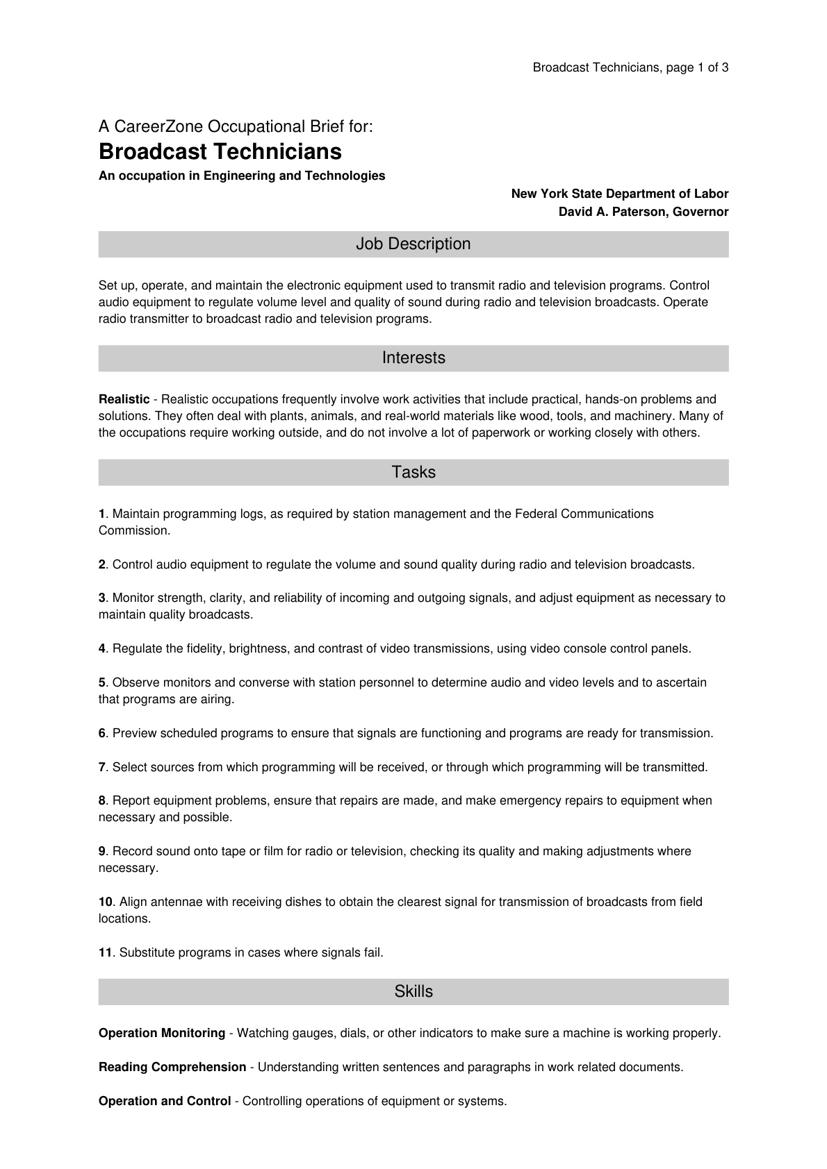 Broadcast Technicians, page 1 of 3
A CareerZone Occupational Brief for:
Broadcast Technicians
An occupation in Engineering and Technologies
New York State Department of Labor
David A. Paterson, Governor
Job Description
Set up, operate, and maintain the electronic equipment used to transmit radio and television programs. Control
audio equipment to regulate volume level and quality of sound during radio and television broadcasts. Operate
radio transmitter to broadcast radio and television programs.
Interests
Realistic - Realistic occupations frequently involve work activities that include practical, hands-on problems and
solutions. They often deal with plants, animals, and real-world materials like wood, tools, and machinery. Many of
the occupations require working outside, and do not involve a lot of paperwork or working closely with others.
Tasks
1. Maintain programming logs, as required by station management and the Federal Communications
Commission.
2. Control audio equipment to regulate the volume and sound quality during radio and television broadcasts.
3. Monitor strength, clarity, and reliability of incoming and outgoing signals, and adjust equipment as necessary to
maintain quality broadcasts.
4. Regulate the fidelity, brightness, and contrast of video transmissions, using video console control panels.
5. Observe monitors and converse with station personnel to determine audio and video levels and to ascertain
that programs are airing.
6. Preview scheduled programs to ensure that signals are functioning and programs are ready for transmission.
7. Select sources from which programming will be received, or through which programming will be transmitted.
8. Report equipment problems, ensure that repairs are made, and make emergency repairs to equipment when
necessary and possible.
9. Record sound onto tape or film for radio or television, checking its quality and making adjustments where
necessary.
10. Align antennae with receiving dishes to obtain the clearest signal for transmission of broadcasts from field
locations.
11. Substitute programs in cases where signals fail.
Skills
Operation Monitoring - Watching gauges, dials, or other indicators to make sure a machine is working properly.
Reading Comprehension - Understanding written sentences and paragraphs in work related documents.
Operation and Control - Controlling operations of equipment or systems.